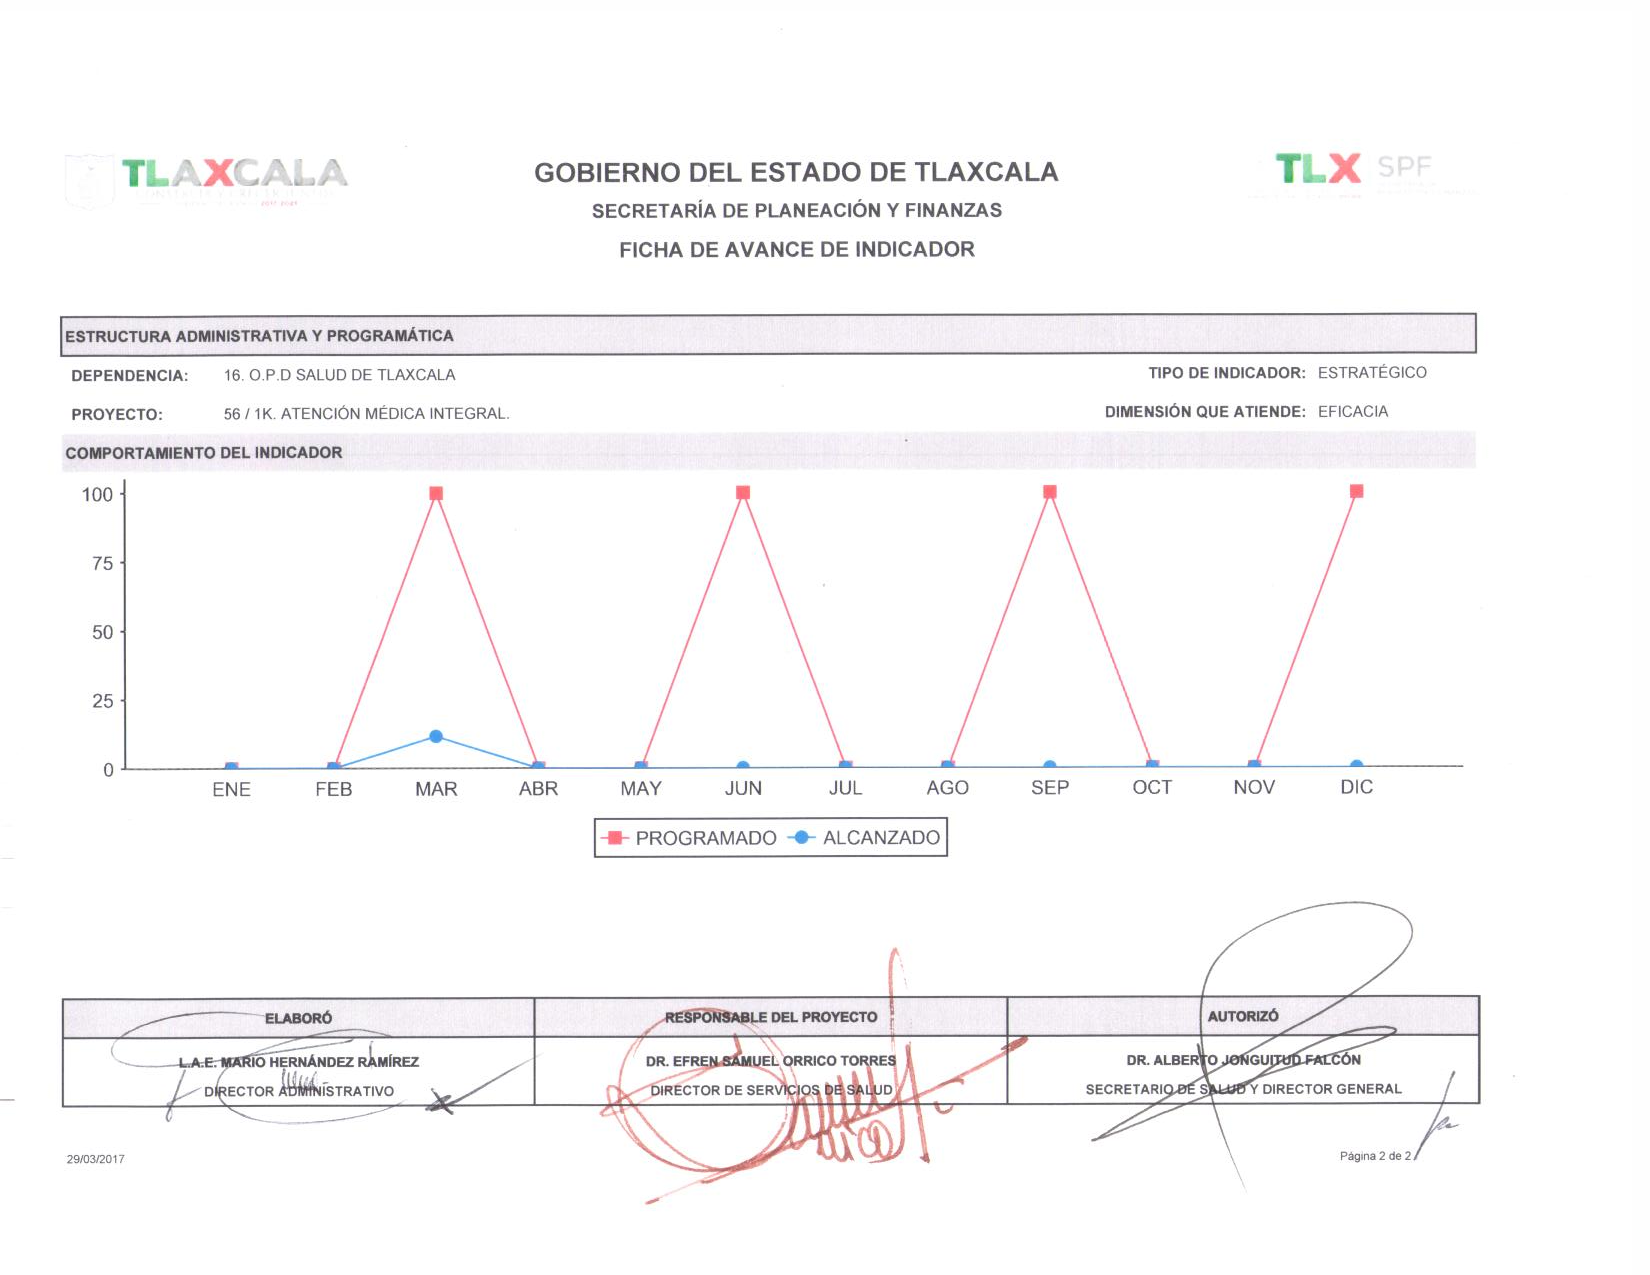 TLAXCALA
GOBIERNO DEL ESTADO DE TLAXCALA
TLX SPF
SECRETARÍA DE PLANEACIÓN Y FINANZAS
FICHA DE AVANCE DE INDICADOR
ESTRUCTURA ADMINISTRATIVA Y PROGRAMÁTICA
DEPENDENCIA: 16. O.P.D SALUD DE TLAXCALA TIPO DE INDICADOR: ESTRATÉGICO
PROYECTO: 56 / 1K. ATENCIÓN MÉDICA INTEGRAL. DIMENSIÓN QUE ATIENDE: EFICACIA
COMPORTAMIENTO DEL INDICADOR
100
75
50
25
0
ENE FEB MAR ABR MAY JUN JUL AGO SEP OCT NOV DIC
PROGRAMADO ALCANZADO
ELABORÓ RESPONSABLE DEL PROYECTO AUTORIZÓ
L.A.E. MARIO HERNÁNDEZ RAMÍREZ DR. EFREN SAMUEL ORRICO TORRES DR. ALBERTO JONGUITUD FALCÓN
DIRECTOR ADMINISTRATIVO DIRECTOR DE SERVICIOS DE SALUD SECRETARIO DE SALUD Y DIRECTOR GENERAL
29/03/2017 Página 2 de 2